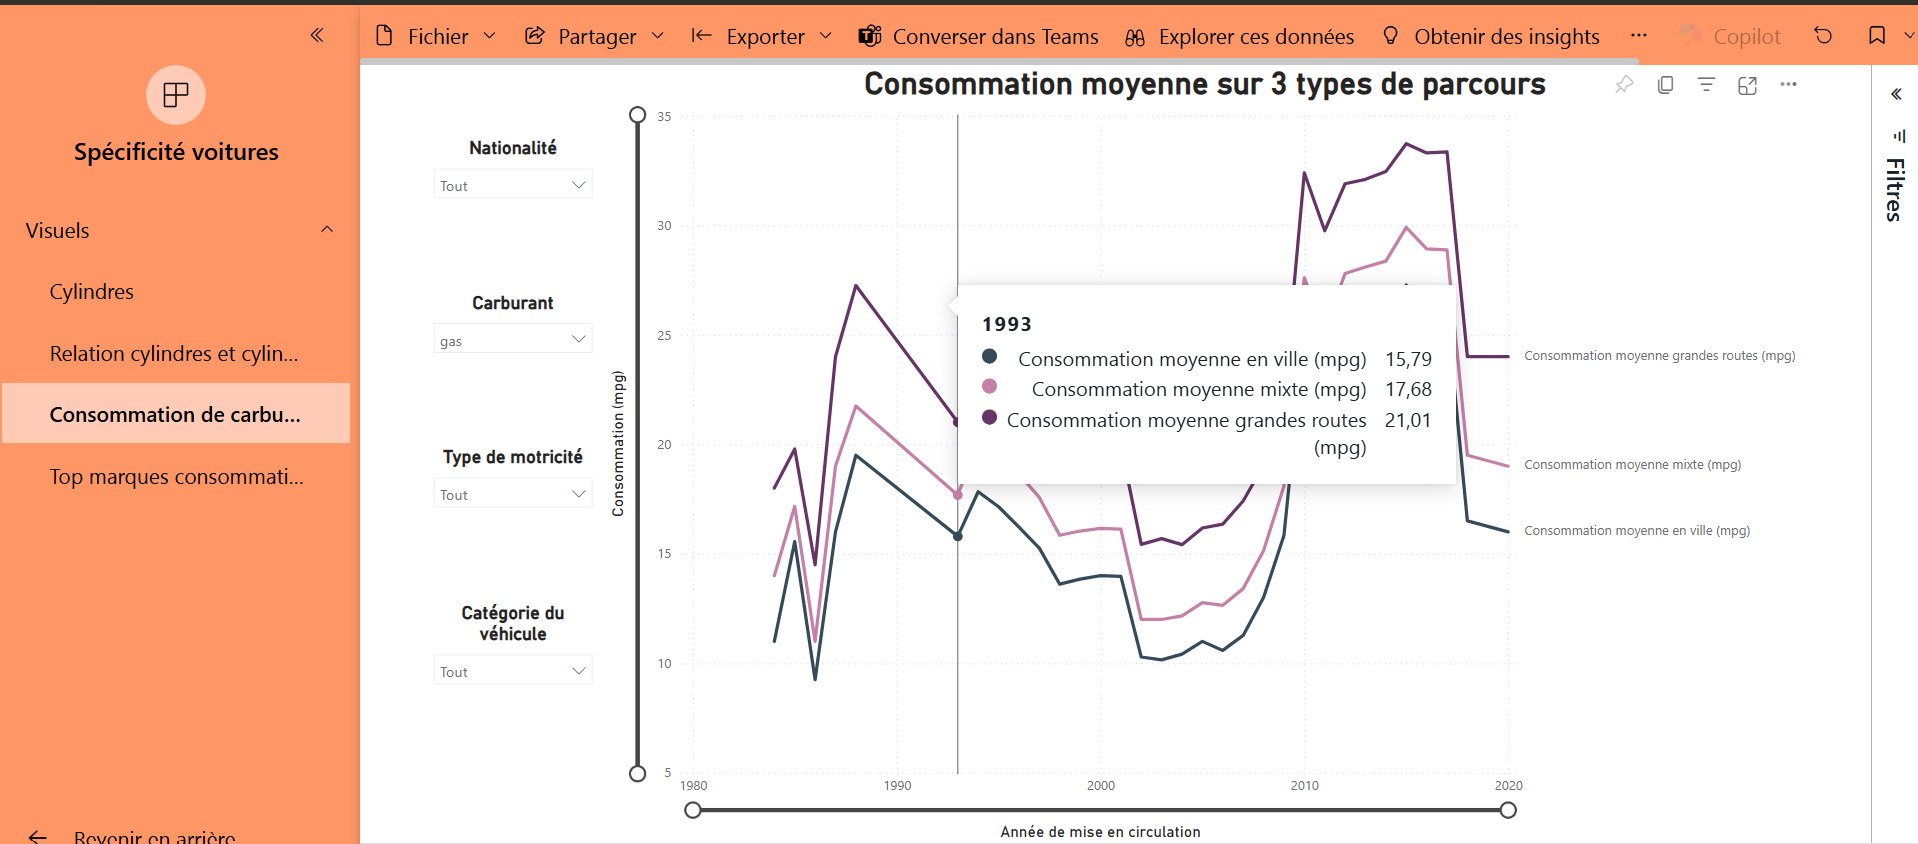 Fichier
Partager
Exporter
Converser dans Teams
Explorer ces données
Obtenir des insights
Copilot
Spécificité voitures
Visuels
Cylindres
Relation cylindres et cylin...
Consommation de carbu...
Top marques consommati...
Revenir en arrière
Consommation moyenne sur 3 types de parcours
Nationalité
Tout
Carburant
gas
Type de motricité
Tout
Catégorie du
véhicule
Tout
Consommation (mpg)
35
30
25
20
15
10
5
1980
1990
2000
2010
2020
Année de mise en circulation
1993
Consommation moyenne en ville (mpg) 15,79
Consommation moyenne mixte (mpg) 17,68
Consommation moyenne grandes routes 21,01
(mpg)
Consommation moyenne grandes routes (mpg)
Consommation moyenne mixte (mpg)
Consommation moyenne en ville (mpg)
Filtres